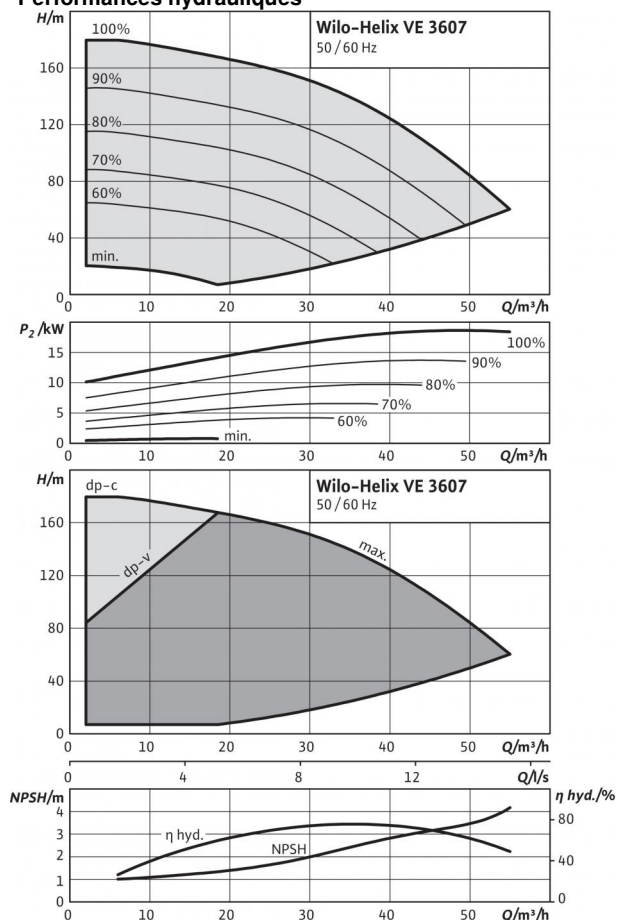 Performances hydrauliques
H/m
Wilo-Helix VE 3607
50/60 Hz
100%
160
90%
120
80%
80
70%
60%
40
min.
0
0 10 20 30 40 50 Q/m³/h
P₂/kW
15
10
5
0
100%
90%
80%
70%
60%
min.
0 10 20 30 40 50 Q/m³/h
H/m
dp-c
Wilo-Helix VE 3607
50/60 Hz
160
max.
dp-v
120
80
40
0
0 10 20 30 40 50 Q/m³/h
0 4 8 12 Q/l/s
NPSH/m
η hyd./%
4
80
3
η hyd.
NPSH
2
40
1
0
0
0 10 20 30 40 50 Q/m³/h